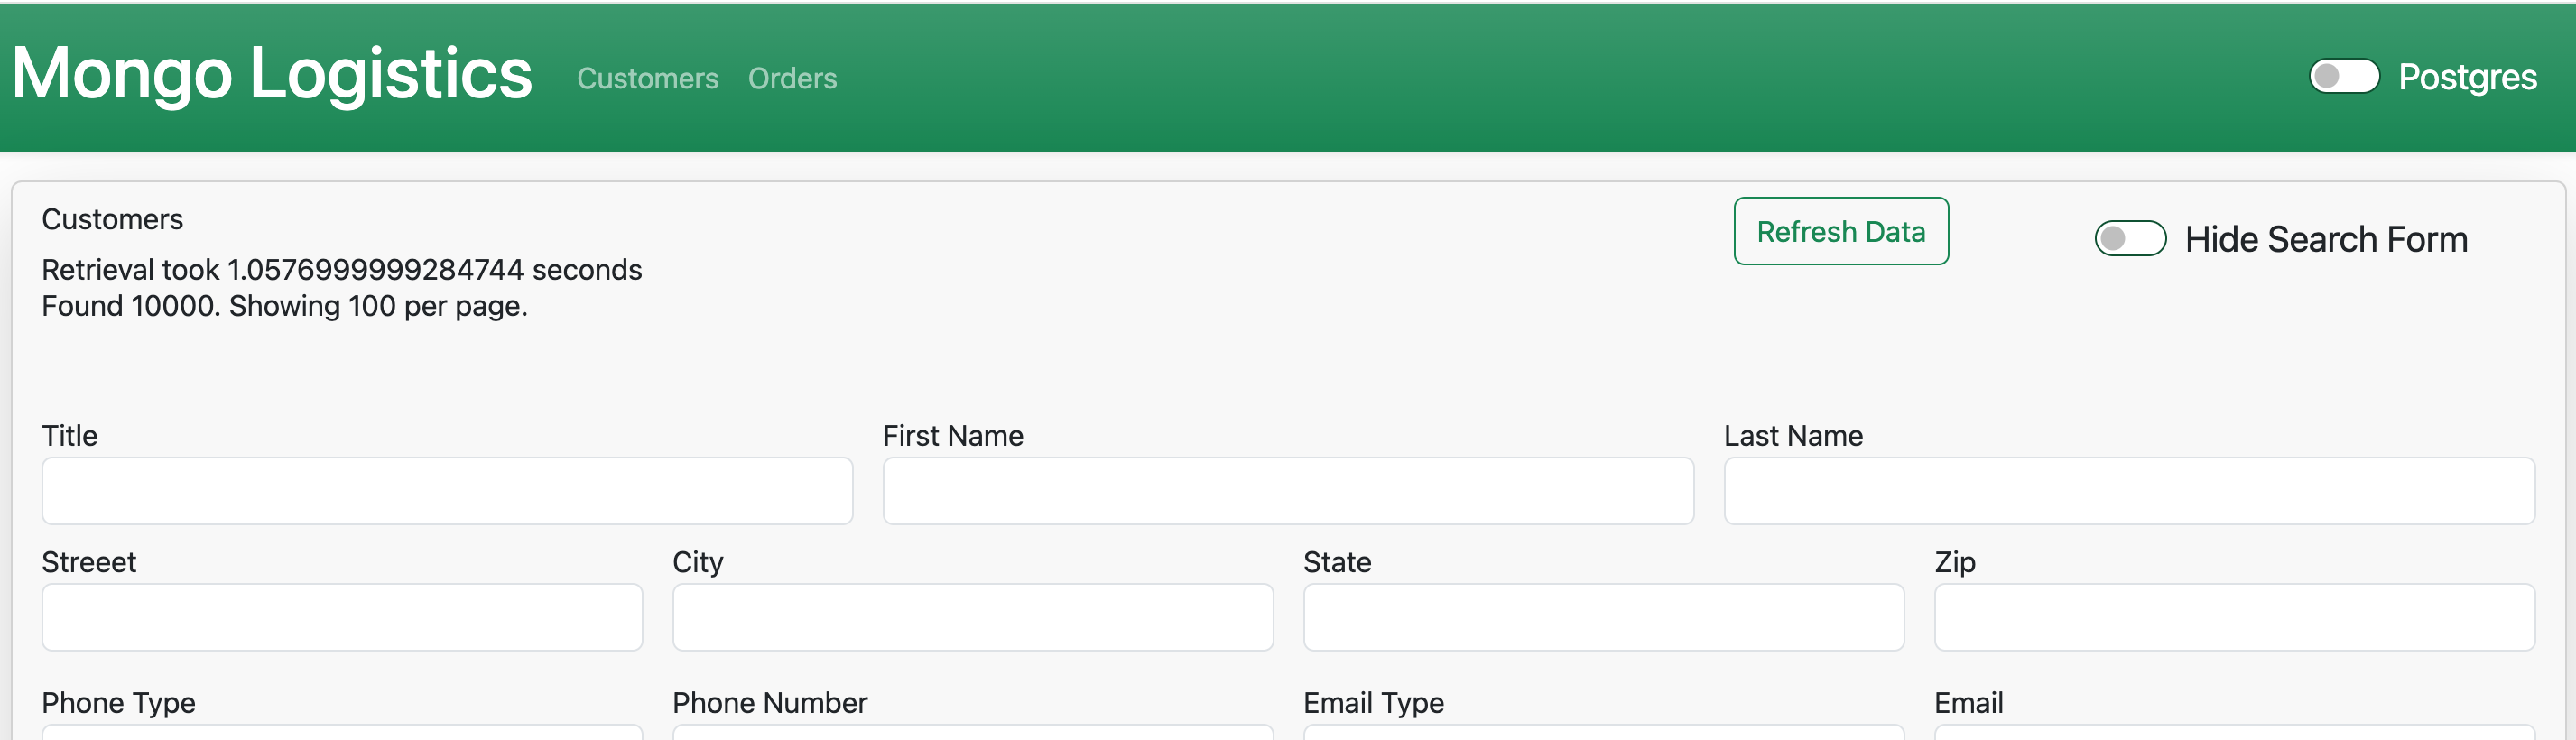 Mongo Logistics Customers Orders Postgres
Customers Refresh Data Hide Search Form
Retrieval took 1.0576999999284744 seconds
Found 10000. Showing 100 per page.
Title First Name Last Name
Streeet City State Zip
Phone Type Phone Number Email Type Email